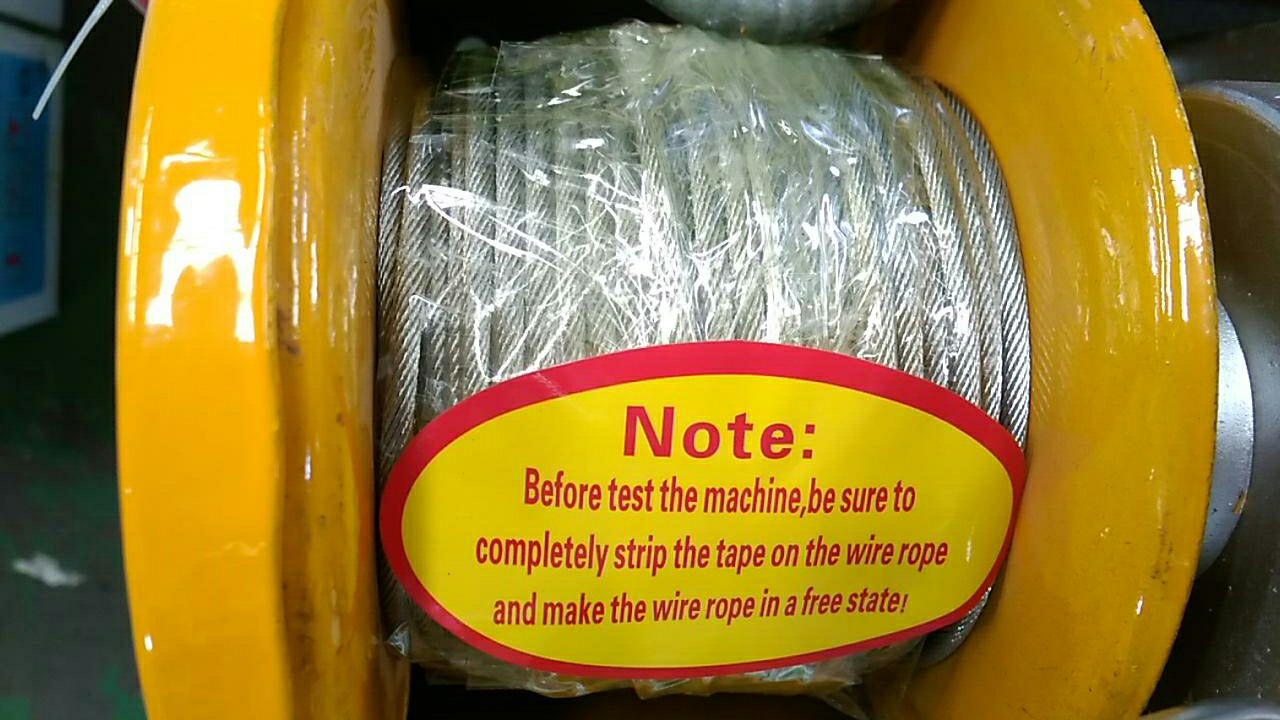 Note:
Before test the machine,be sure to
completely strip the tape on the wire rope
and make the wire rope in a free state!